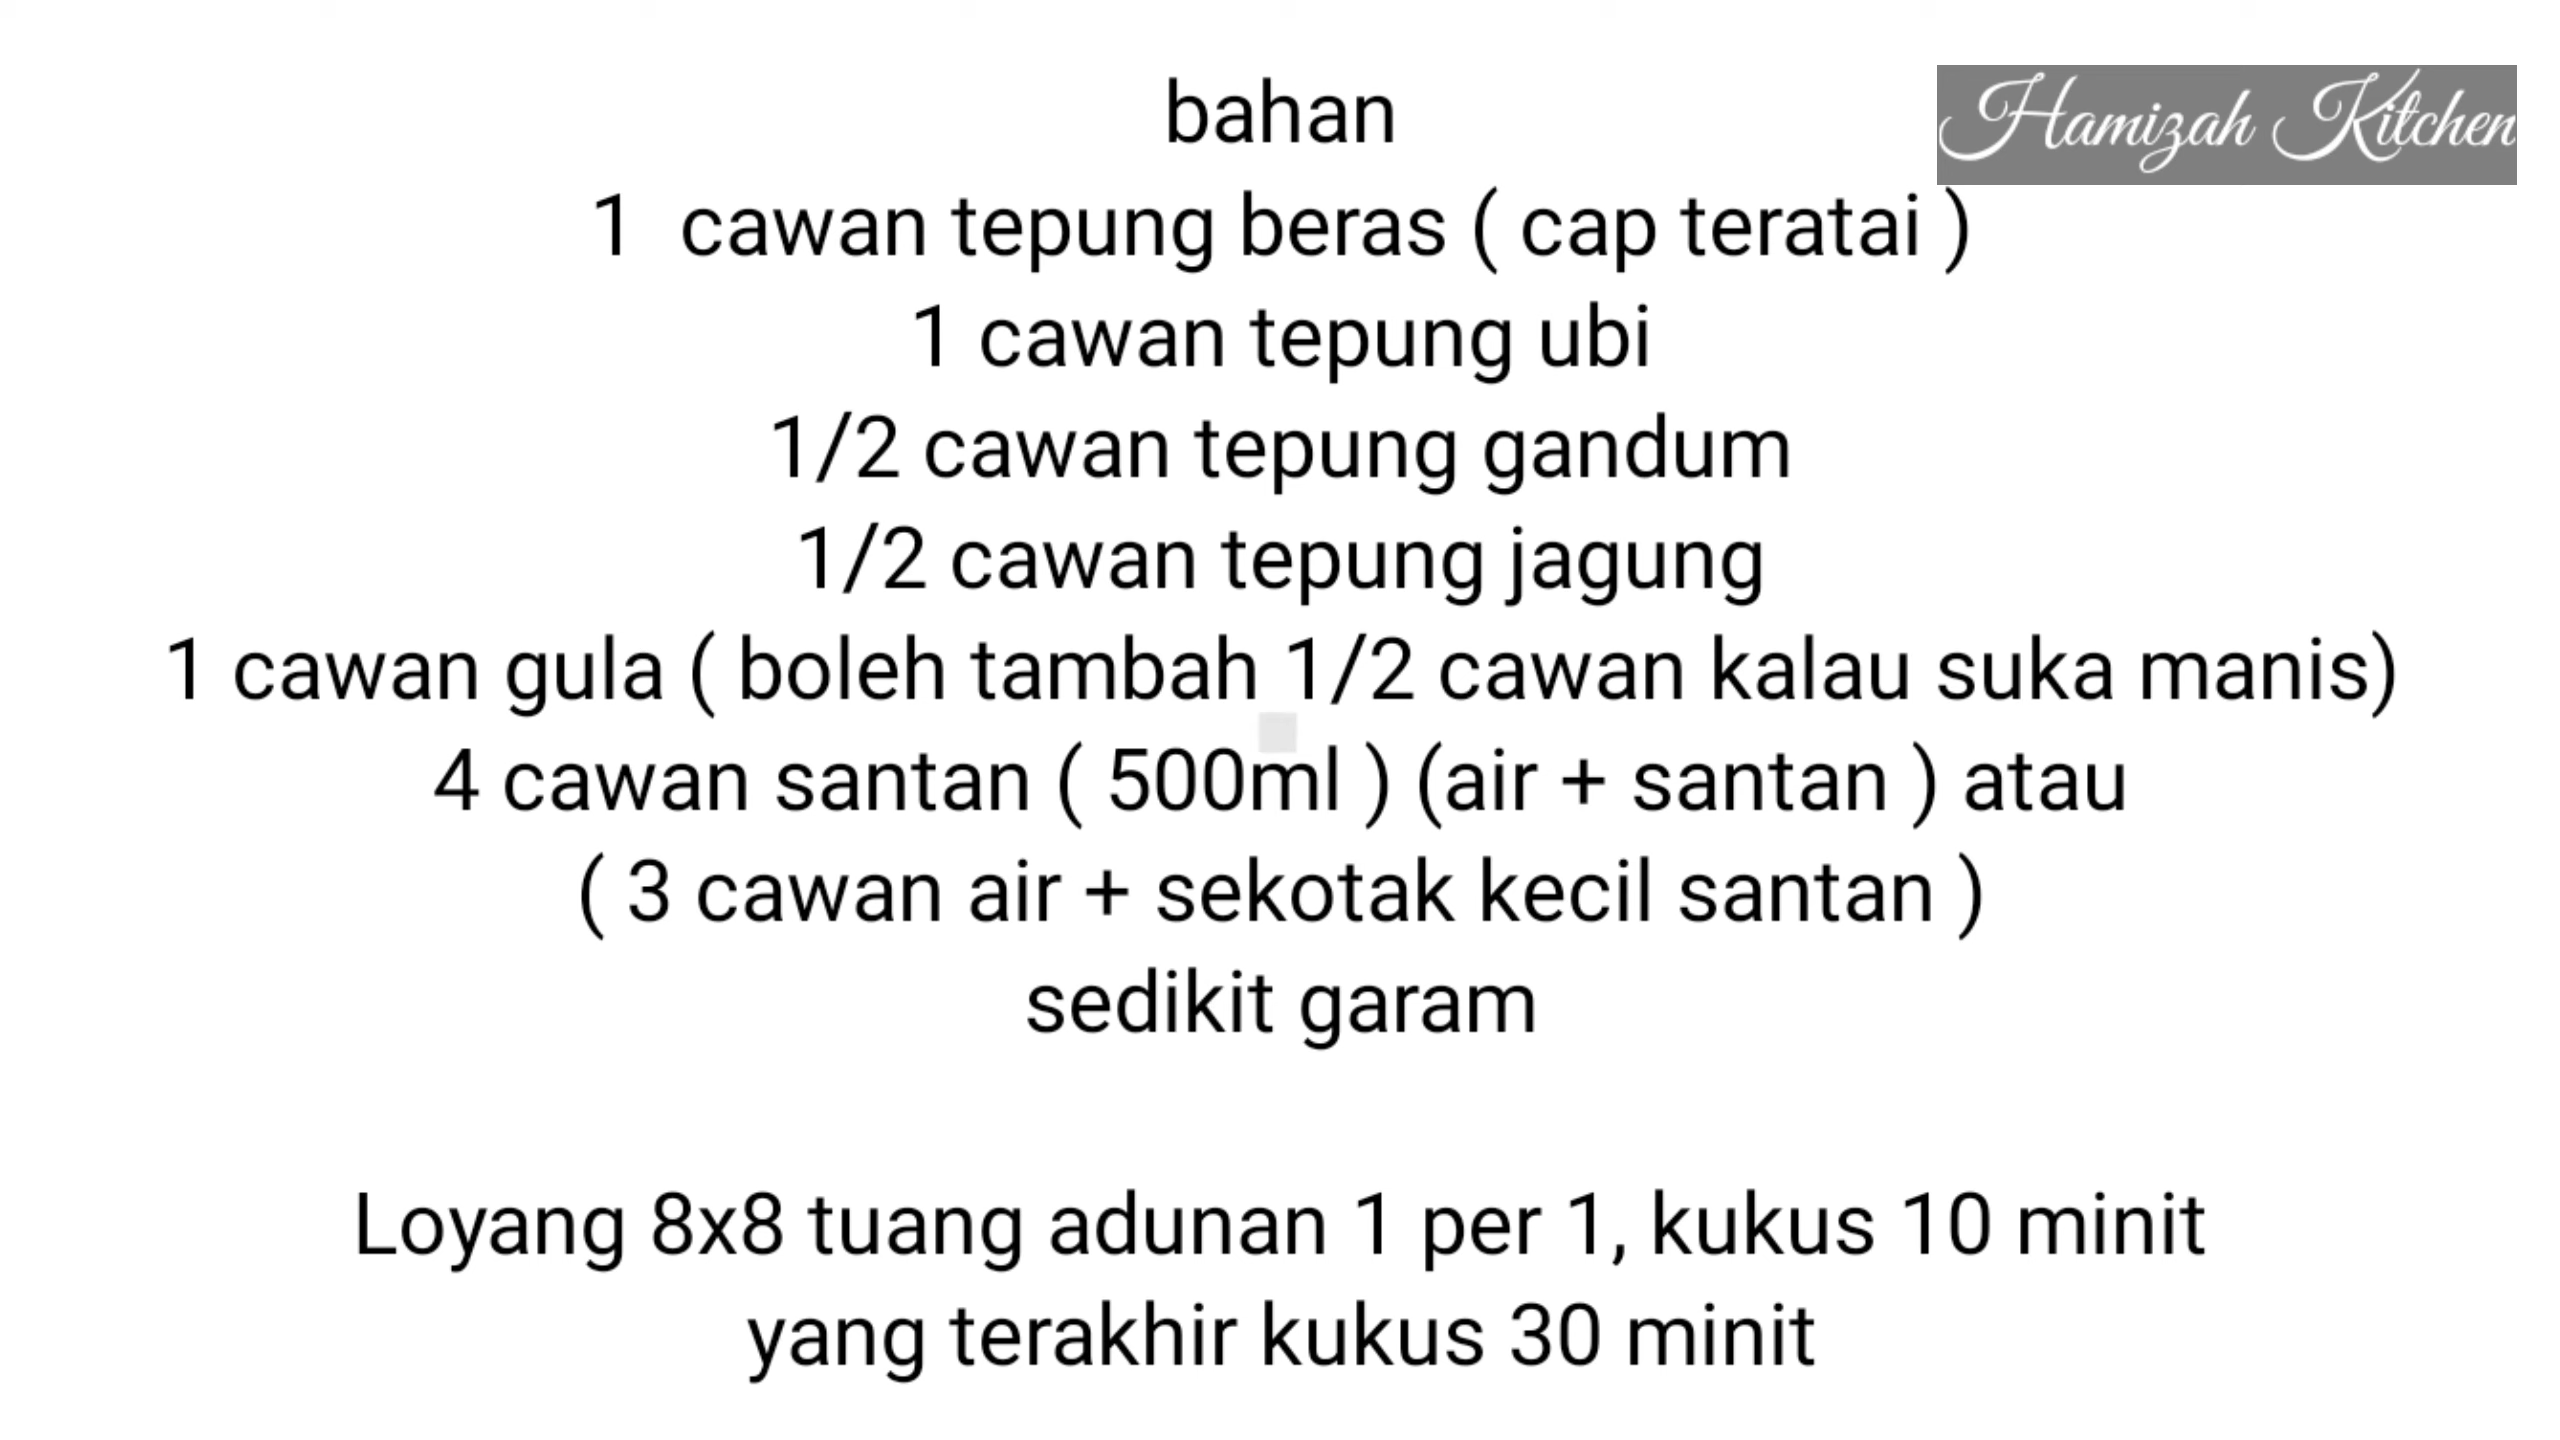 bahan
Hamizah Kitchen
1 cawan tepung beras ( cap teratai )
1 cawan tepung ubi
1/2 cawan tepung gandum
1/2 cawan tepung jagung
1 cawan gula ( boleh tambah 1/2 cawan kalau suka manis)
4 cawan santan ( 500ml ) (air + santan ) atau
( 3 cawan air + sekotak kecil santan )
sedikit garam
Loyang 8x8 tuang adunan 1 per 1, kukus 10 minit
yang terakhir kukus 30 minit